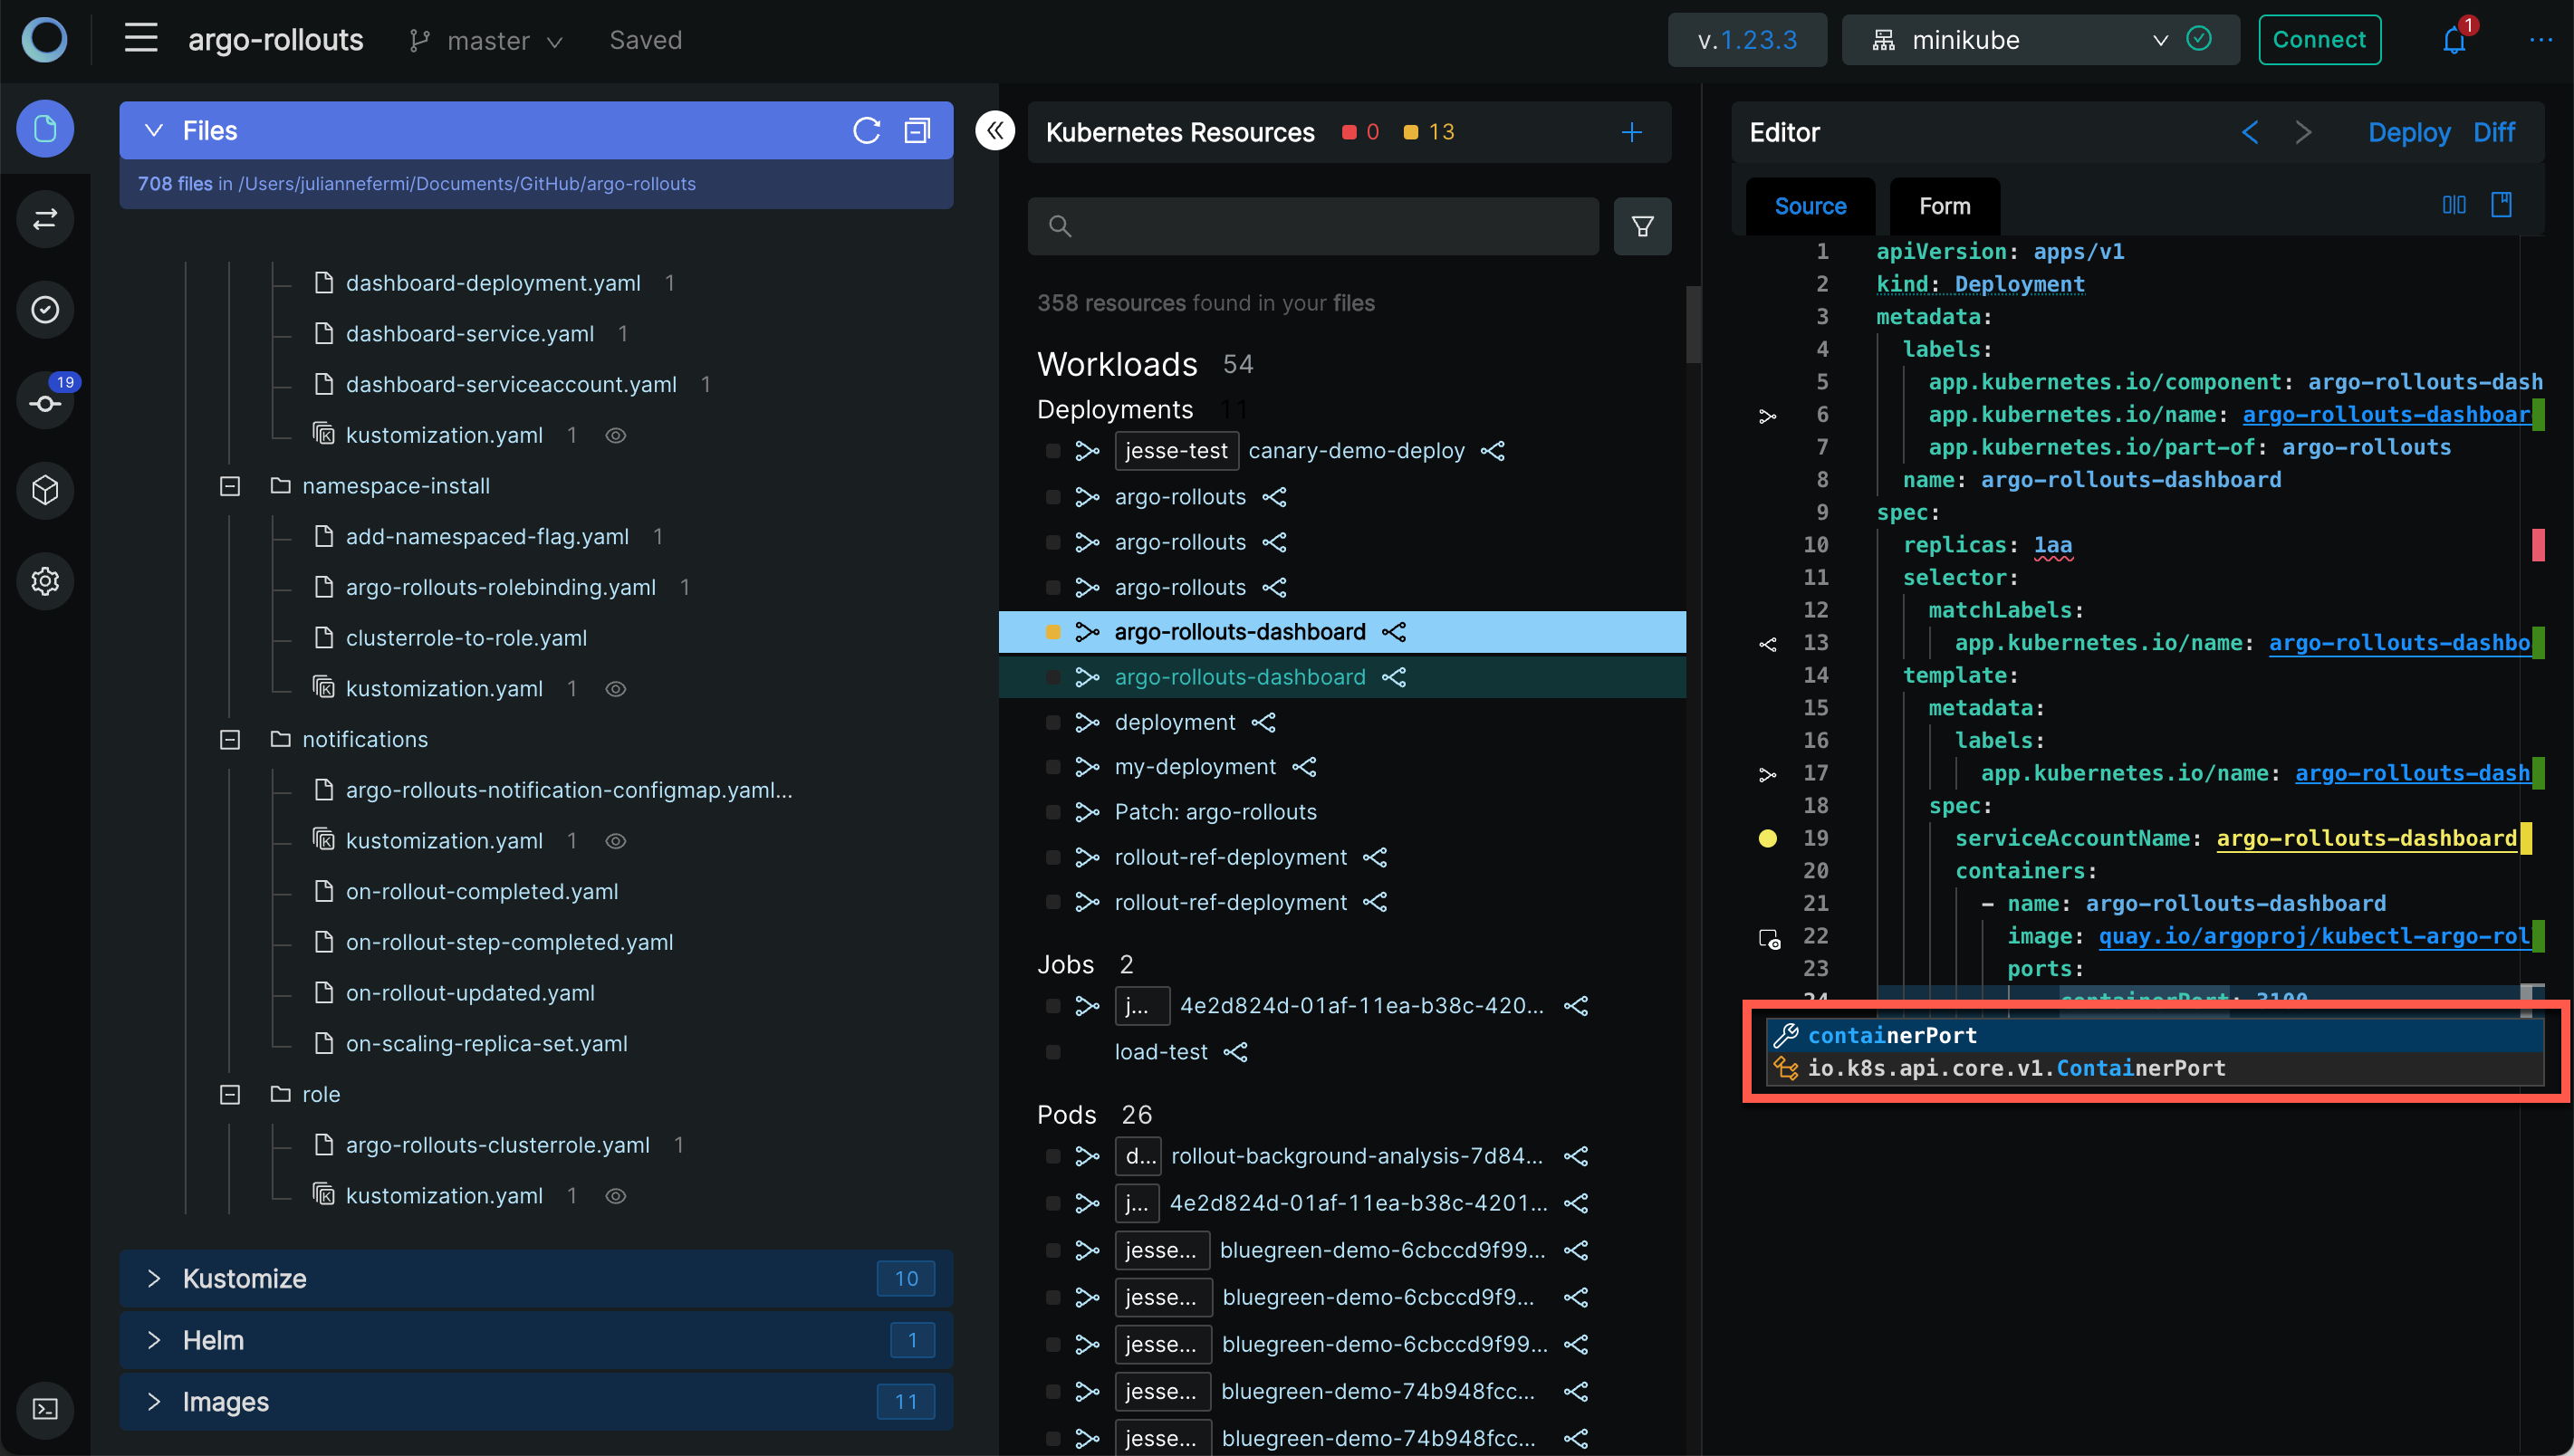 argo-rollouts
master
Saved
v.1.23.3
minikube
Connect
1
Files
708 files in /Users/juliannefermi/Documents/GitHub/argo-rollouts
dashboard-deployment.yaml 1
dashboard-service.yaml 1
dashboard-serviceaccount.yaml 1
kustomization.yaml 1
namespace-install
add-namespaced-flag.yaml 1
argo-rollouts-rolebinding.yaml 1
clusterrole-to-role.yaml
kustomization.yaml 1
notifications
argo-rollouts-notification-configmap.yaml...
kustomization.yaml 1
on-rollout-completed.yaml
on-rollout-step-completed.yaml
on-rollout-updated.yaml
on-scaling-replica-set.yaml
role
argo-rollouts-clusterrole.yaml 1
kustomization.yaml 1
Kustomize 10
Helm 1
Images 11
19
Kubernetes Resources 0 13
358 resources found in your files
Workloads 54
Deployments 11
jesse-test canary-demo-deploy
argo-rollouts
argo-rollouts
argo-rollouts
argo-rollouts-dashboard
argo-rollouts-dashboard
deployment
my-deployment
Patch: argo-rollouts
rollout-ref-deployment
rollout-ref-deployment
Jobs 2
j... 4e2d824d-01af-11ea-b38c-420...
load-test
Pods 26
d... rollout-background-analysis-7d84...
j... 4e2d824d-01af-11ea-b38c-4201...
jesse... bluegreen-demo-6cbccd9f99...
jesse... bluegreen-demo-6cbccd9f9...
jesse... bluegreen-demo-6cbccd9f99...
jesse... bluegreen-demo-74b948fcc...
jesse... bluegreen-demo-74b948fcc...
Editor
Deploy Diff
Source Form
1 apiVersion: apps/v1
2 kind: Deployment
3 metadata:
4 labels:
5 app.kubernetes.io/component: argo-rollouts-dash
6 app.kubernetes.io/name: argo-rollouts-dashboar
7 app.kubernetes.io/part-of: argo-rollouts
8 name: argo-rollouts-dashboard
9 spec:
10 replicas: 1aa
11 selector:
12 matchLabels:
13 app.kubernetes.io/name: argo-rollouts-dashbo
14 template:
15 metadata:
16 labels:
17 app.kubernetes.io/name: argo-rollouts-dash
18 spec:
19 serviceAccountName: argo-rollouts-dashboard
20 containers:
21 - name: argo-rollouts-dashboard
22 image: quay.io/argoproj/kubectl-argo-rol
23 ports:
24 containerPort: 3100
containerPort
io.k8s.api.core.v1.ContainerPort